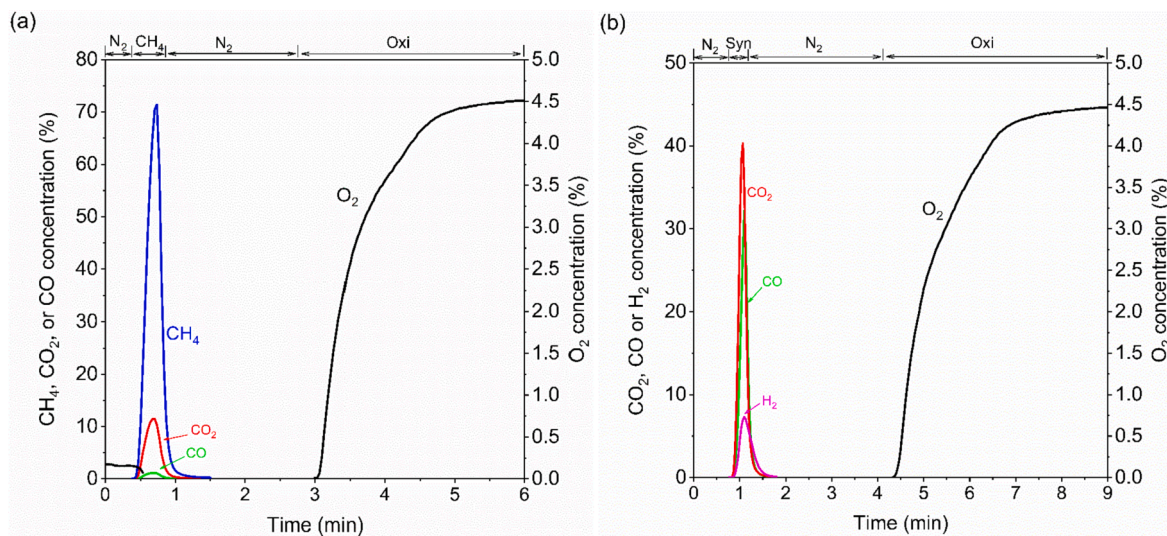 (a)
N2 CH4 N2 Oxi
80
70
60
50
40
30
20
10
0
5.0
4.5
4.0
3.5
3.0
2.5
2.0
1.5
1.0
0.5
0.0
CH4, CO2, or CO concentration (%)
O2 concentration (%)
O2
CH4
CO2
CO
0 1 2 3 4 5 6
Time (min)
(b)
N2 Syn N2 Oxi
50
40
30
20
10
0
5.0
4.5
4.0
3.5
3.0
2.5
2.0
1.5
1.0
0.5
0.0
CO2, CO or H2 concentration (%)
O2 concentration (%)
CO2
O2
CO
H2
0 1 2 3 4 5 6 7 8 9
Time (min)